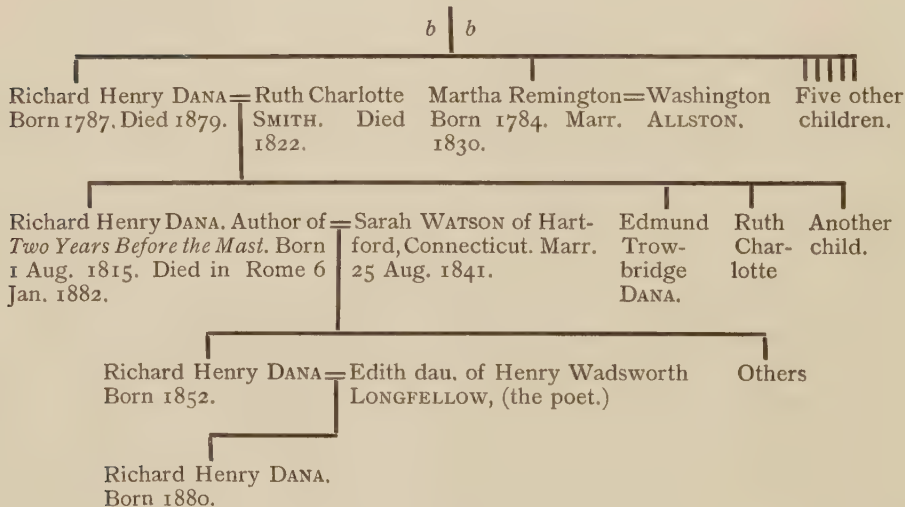 b b
Richard Henry DANA=Ruth Charlotte
Born 1787. Died 1879. SMITH. Died
1822.
Martha Remington=Washington
Born 1784. Marr. ALLSTON.
1830.
Five other
children.
Richard Henry DANA. Author of
Two Years Before the Mast. Born
1 Aug. 1815. Died in Rome 6
Jan. 1882.
=Sarah WATSON of Hart-
ford, Connecticut. Marr.
25 Aug. 1841.
Edmund
Trow-
bridge
DANA.
Ruth
Char-
lotte
Another
child.
Richard Henry DANA=Edith dau. of Henry Wadsworth
Born 1852. LONGFELLOW, (the poet.)
Others
Richard Henry DANA.
Born 1880.